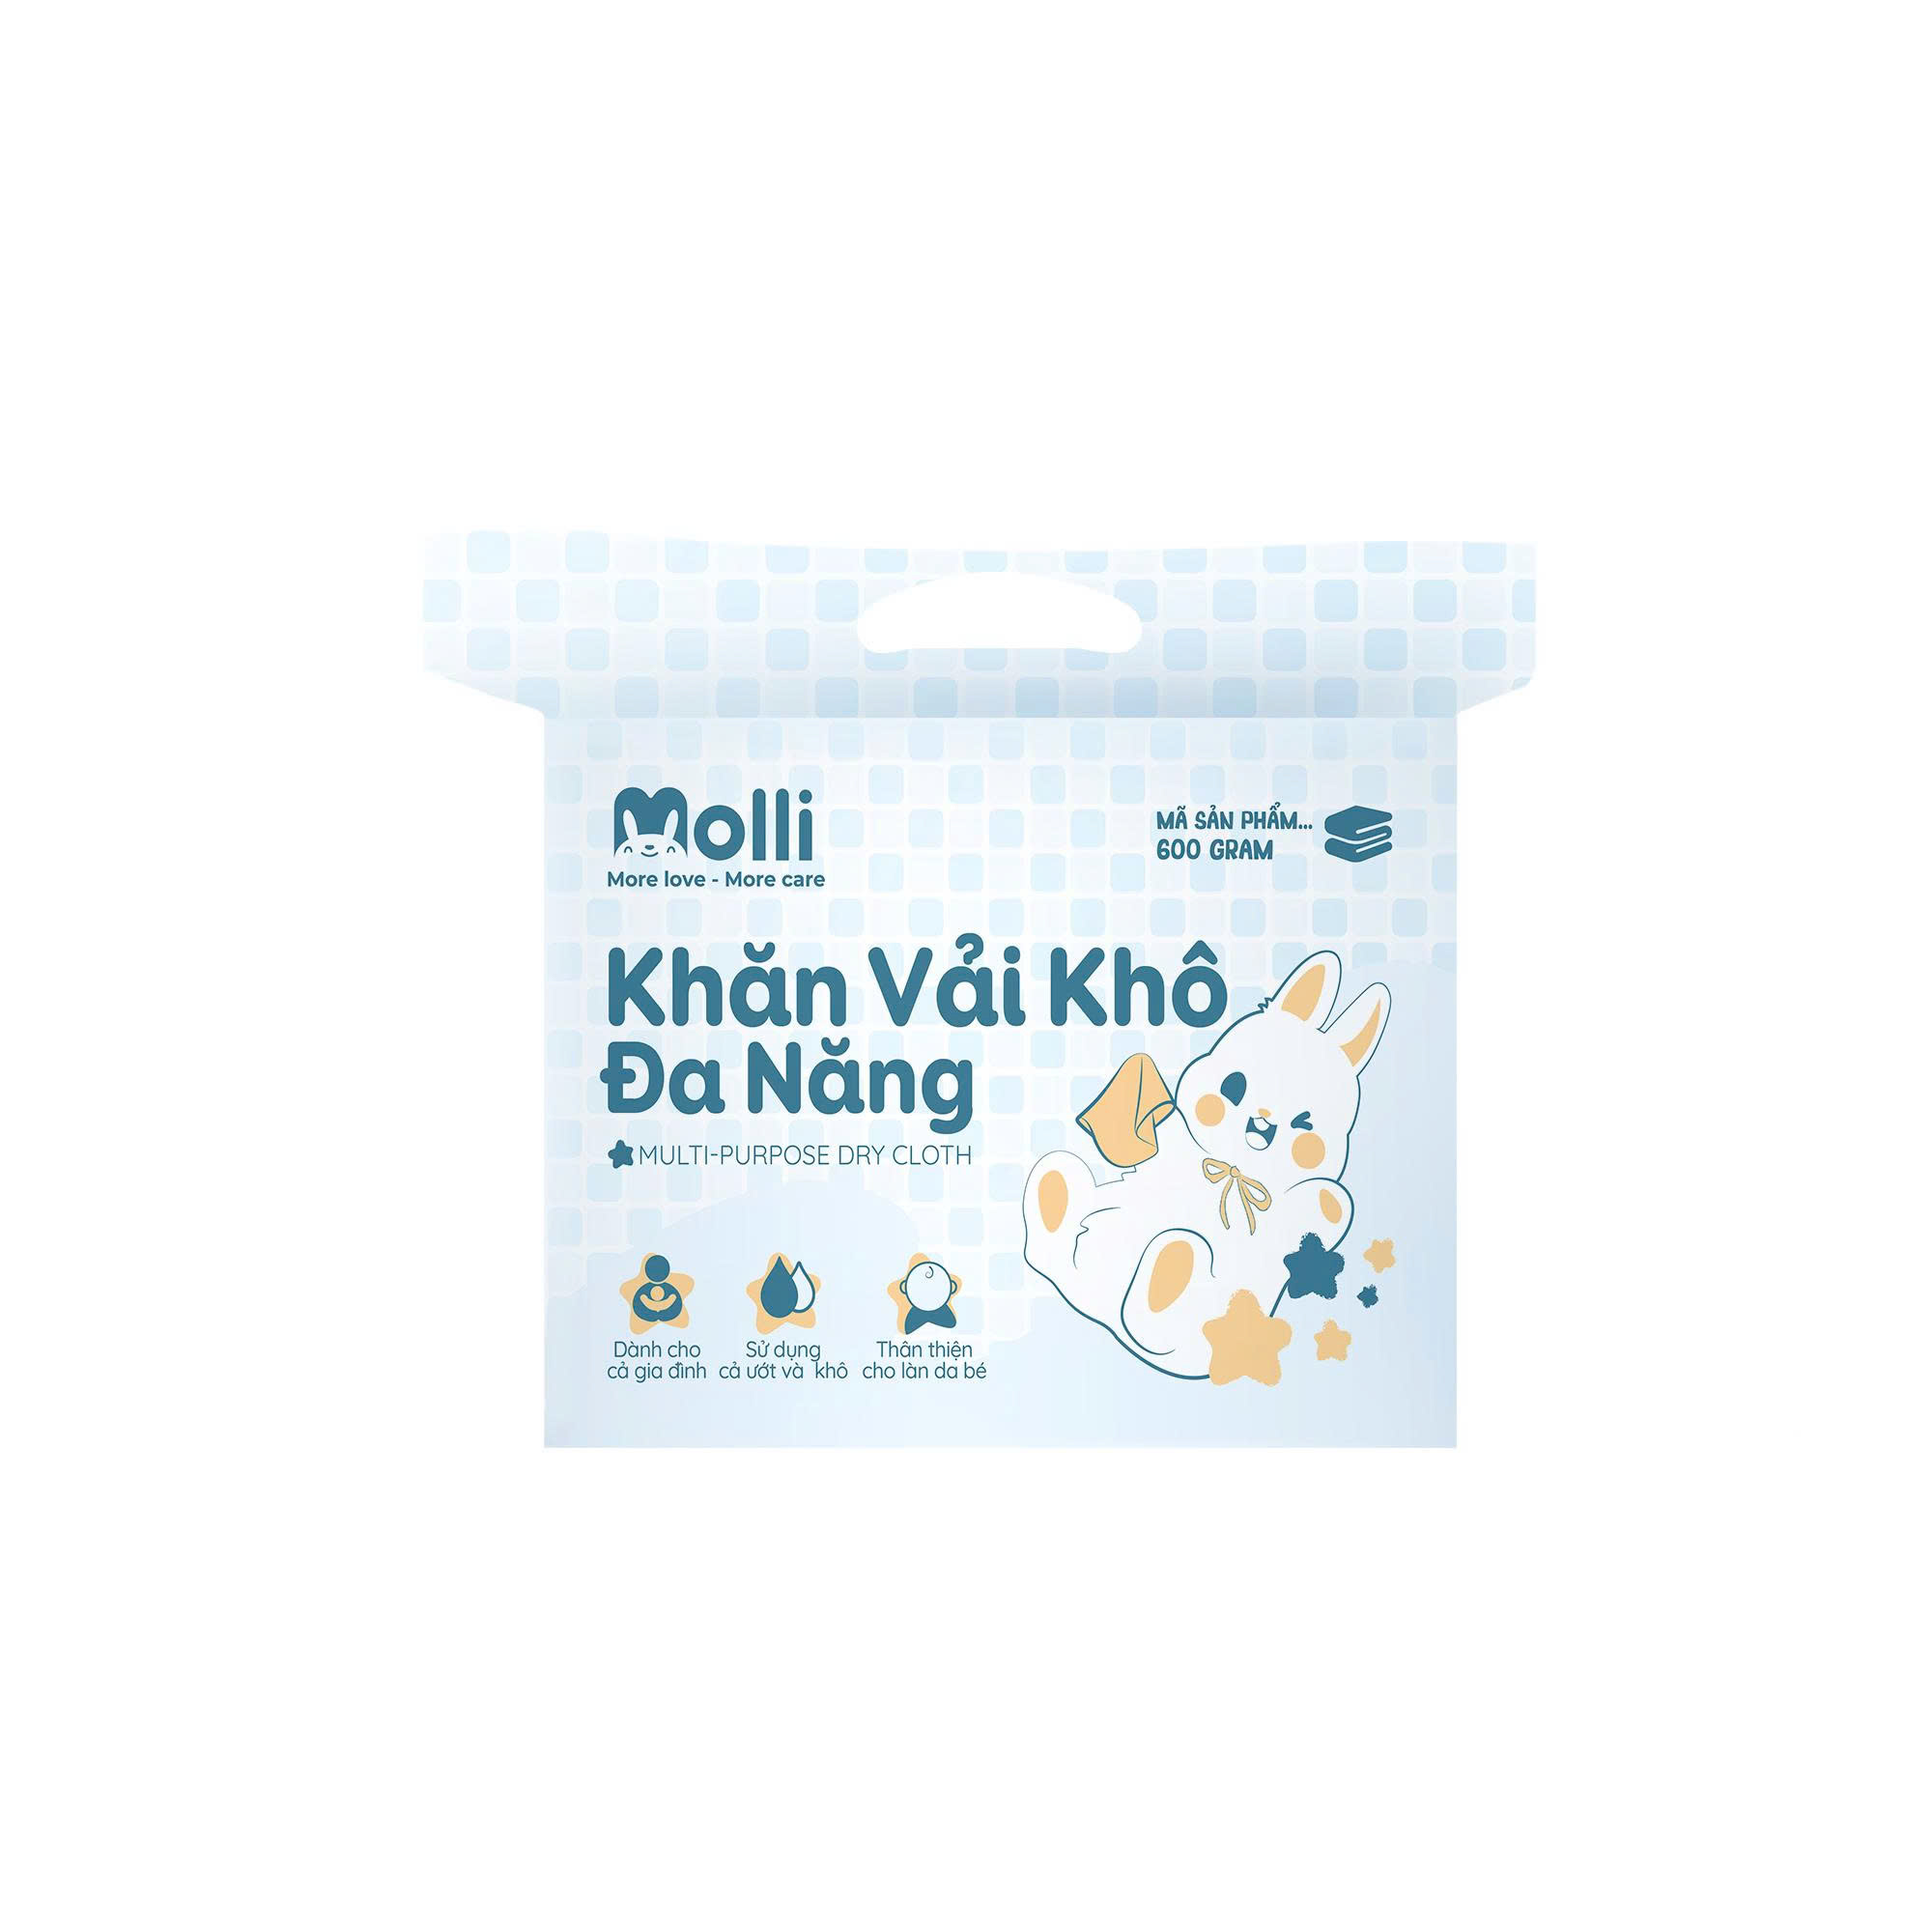 Molli
More love - More care
MÃ SẢN PHẨM...
600 GRAM
Khăn Vải Khô
Đa Năng
MULTI-PURPOSE DRY CLOTH
Dành cho
cả gia đình
Sử dụng
cả ướt và khô
Thân thiện
cho làn da bé